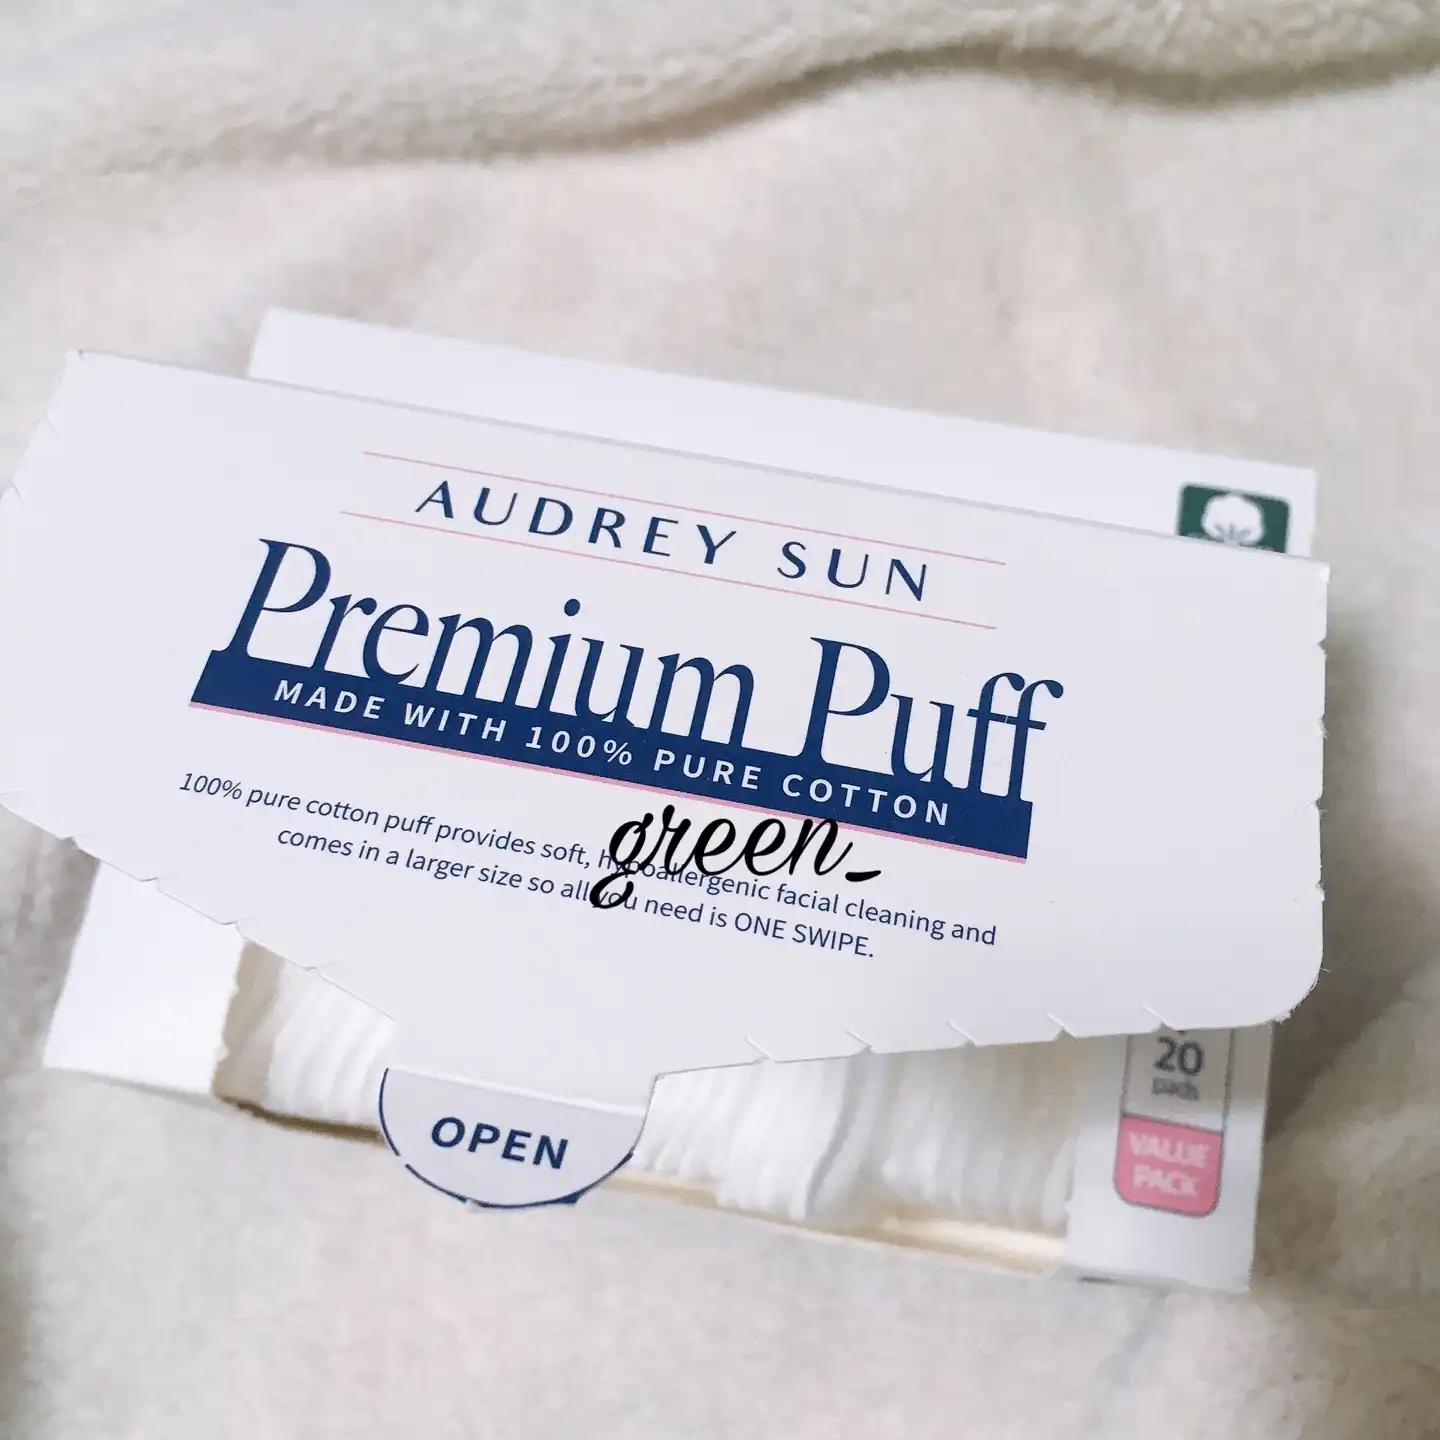 AUDREY SUN
Premium Puff
MADE WITH 100% PURE COTTON
100% pure cotton puff provides soft, hypoallergenic facial cleaning and
comes in a larger size so all you need is ONE SWIPE.
green_
OPEN
20
pads
VALUE
PACK